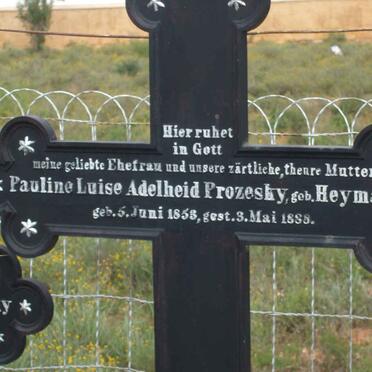 Hier ruhet
in Gott
meine geliebte Ehefrau und unsere zärtliche, theure Mutter
Pauline Luise Adelheid Prozesky, geb. Heyma
geb. 5. Juni 1858, gest. 3. Mai 1898.